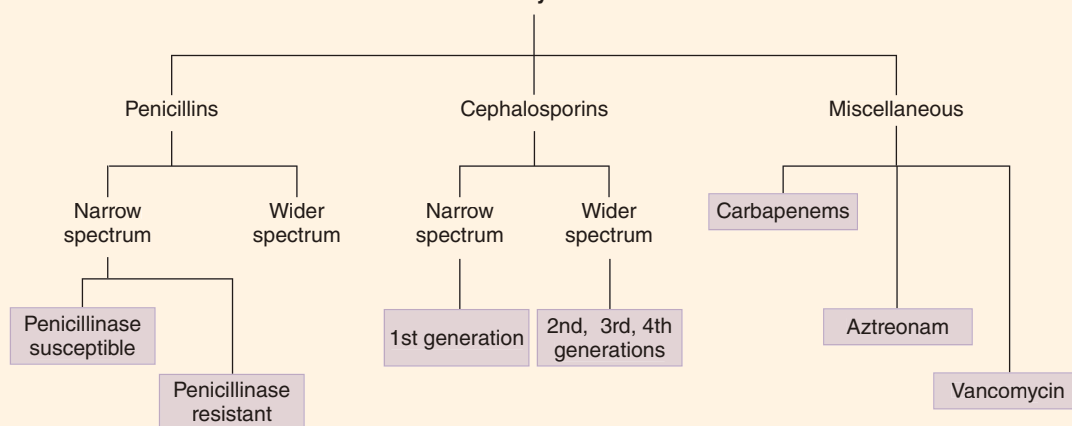 Penicillins
Cephalosporins
Miscellaneous
Narrow
spectrum
Wider
spectrum
Narrow
spectrum
Wider
spectrum
Carbapenems
Penicillinase
susceptible
1st generation
2nd, 3rd, 4th
generations
Aztreonam
Penicillinase
resistant
Vancomycin